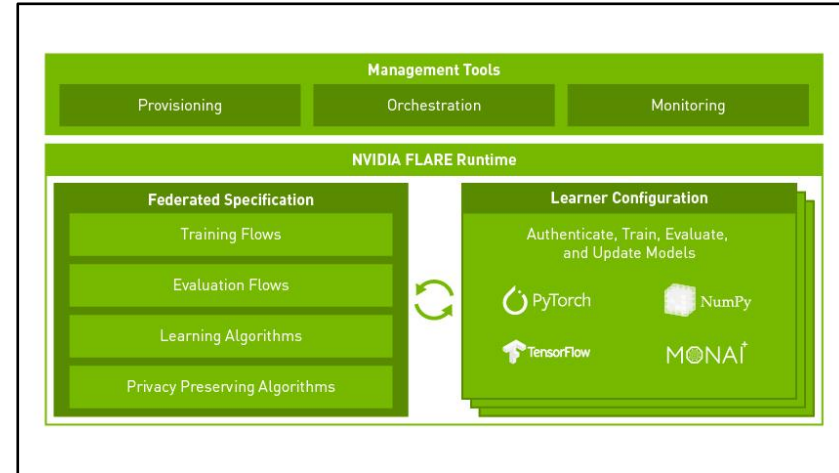 Management Tools
Provisioning
Orchestration
Monitoring
NVIDIA FLARE Runtime
Federated Specification
Training Flows
Evaluation Flows
Learning Algorithms
Privacy Preserving Algorithms
Learner Configuration
Authenticate, Train, Evaluate,
and Update Models
PyTorch
NumPy
TensorFlow
MONAI